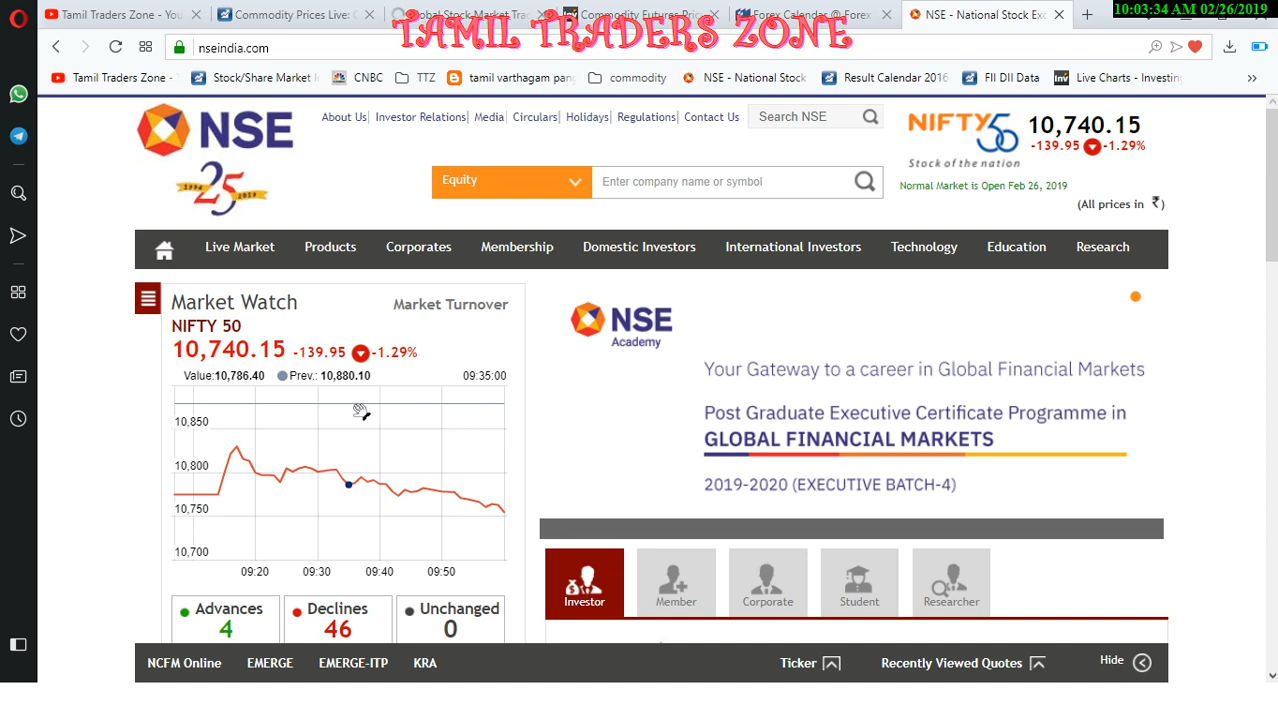 Tamil Traders Zone - You
Commodity Prices Live: C
Global Stock Market Trac
Commodity Futures Pric
Forex Calendar @ Forex
NSE - National Stock Exc
10:03:34 AM 02/26/2019
TAMIL TRADERS ZONE
nseindia.com
Tamil Traders Zone -
Stock/Share Market I
CNBC
TTZ
tamil varthagam pan
commodity
NSE - National Stock
Result Calendar 2016
FII DII Data
Inv Live Charts - Investing
»
NSE
1994 25 2019
About Us| Investor Relations| Media| Circulars| Holidays| Regulations| Contact Us
Search NSE
NIFTY 50
Stock of the nation
10,740.15
-139.95 -1.29%
Equity
Enter company name or symbol
Normal Market is Open Feb 26, 2019
(All prices in ₹)
Live Market Products Corporates Membership Domestic Investors International Investors Technology Education Research
Market Watch
Market Turnover
NIFTY 50
10,740.15 -139.95 -1.29%
Value:10,786.40 Prev.: 10,880.10 09:35:00
10,850
10,800
10,750
10,700
09:20 09:30 09:40 09:50
Advances
4
Declines
46
Unchanged
0
NSE
Academy
Your Gateway to a career in Global Financial Markets
Post Graduate Executive Certificate Programme in
GLOBAL FINANCIAL MARKETS
2019-2020 (EXECUTIVE BATCH-4)
Investor
Member
Corporate
Student
Researcher
NCFM Online EMERGE EMERGE-ITP KRA
Ticker Recently Viewed Quotes Hide